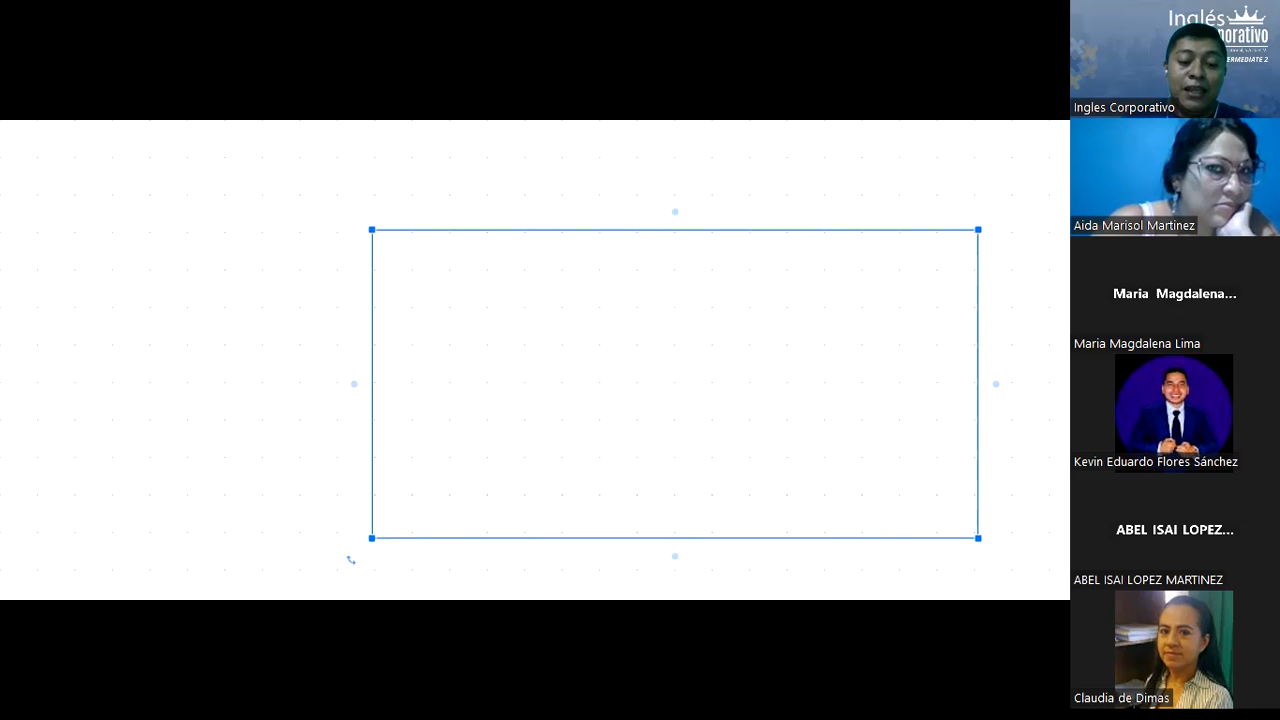 Inglés
porativo
ERMEDIATE 2
Ingles Corporativo
Aida Marisol Martinez
Maria Magdalena...
Maria Magdalena Lima
Kevin Eduardo Flores Sánchez
ABEL ISAI LOPEZ...
ABEL ISAI LOPEZ MARTINEZ
Claudia de Dimas